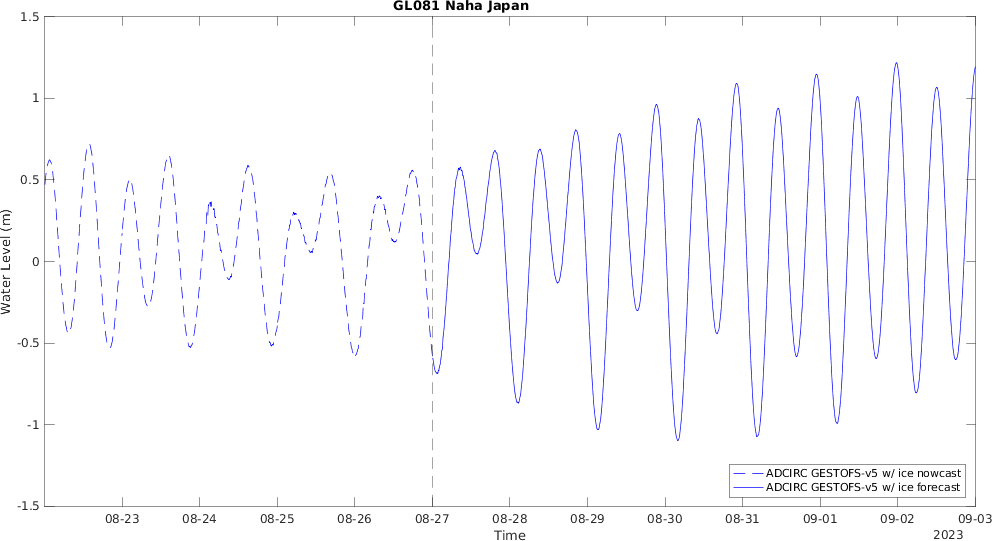 GL081 Naha Japan
1.5
1
0.5
0
-0.5
-1
-1.5
Water Level (m)
ADCIRC GESTOFS-v5 w/ ice nowcast
ADCIRC GESTOFS-v5 w/ ice forecast
08-23 08-24 08-25 08-26 08-27 08-28 08-29 08-30 08-31 09-01 09-02 09-03
Time
2023